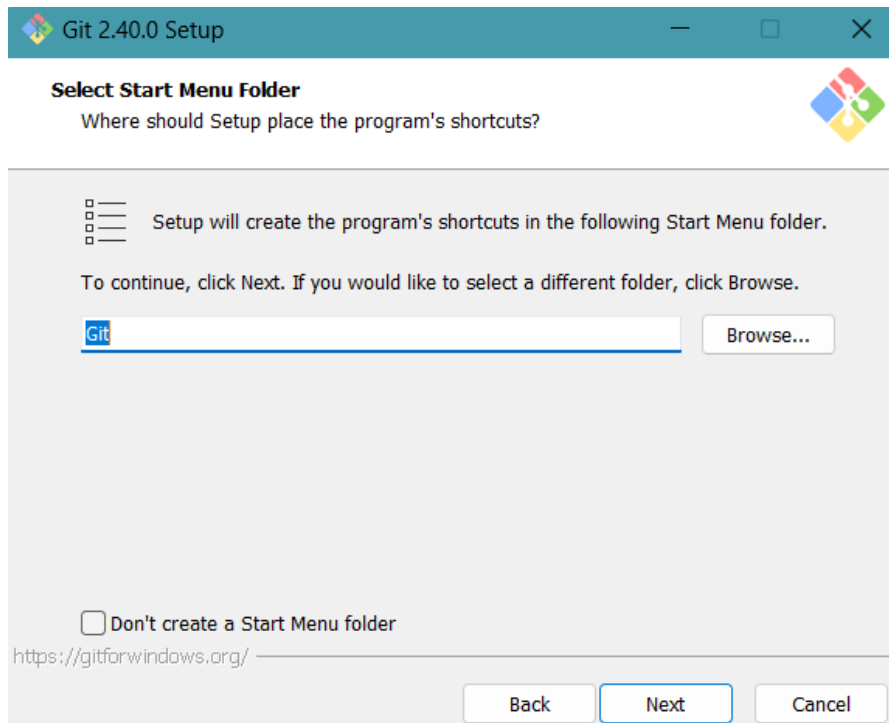 Git 2.40.0 Setup
Select Start Menu Folder
Where should Setup place the program's shortcuts?
Setup will create the program's shortcuts in the following Start Menu folder.
To continue, click Next. If you would like to select a different folder, click Browse.
Git
Browse...
Don't create a Start Menu folder
https://gitforwindows.org/
Back
Next
Cancel